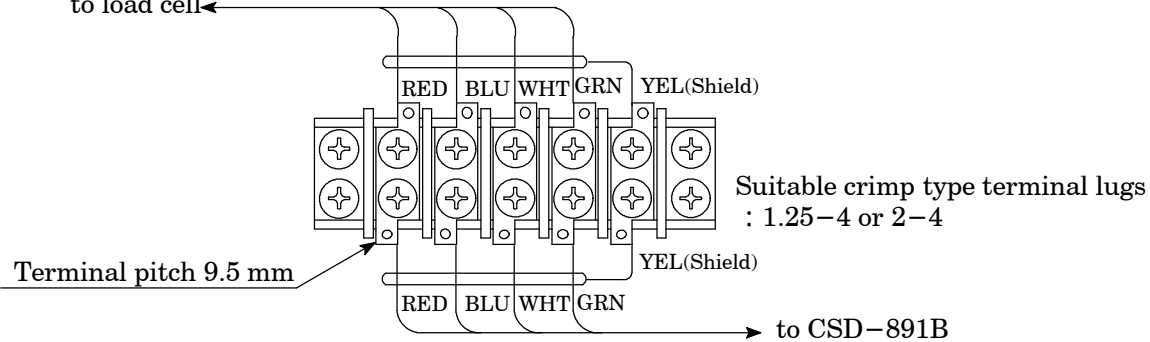 to load cell
RED BLU WHT GRN YEL(Shield)
Suitable crimp type terminal lugs
: 1.25−4 or 2−4
Terminal pitch 9.5 mm
YEL(Shield)
RED BLU WHT GRN
to CSD−891B